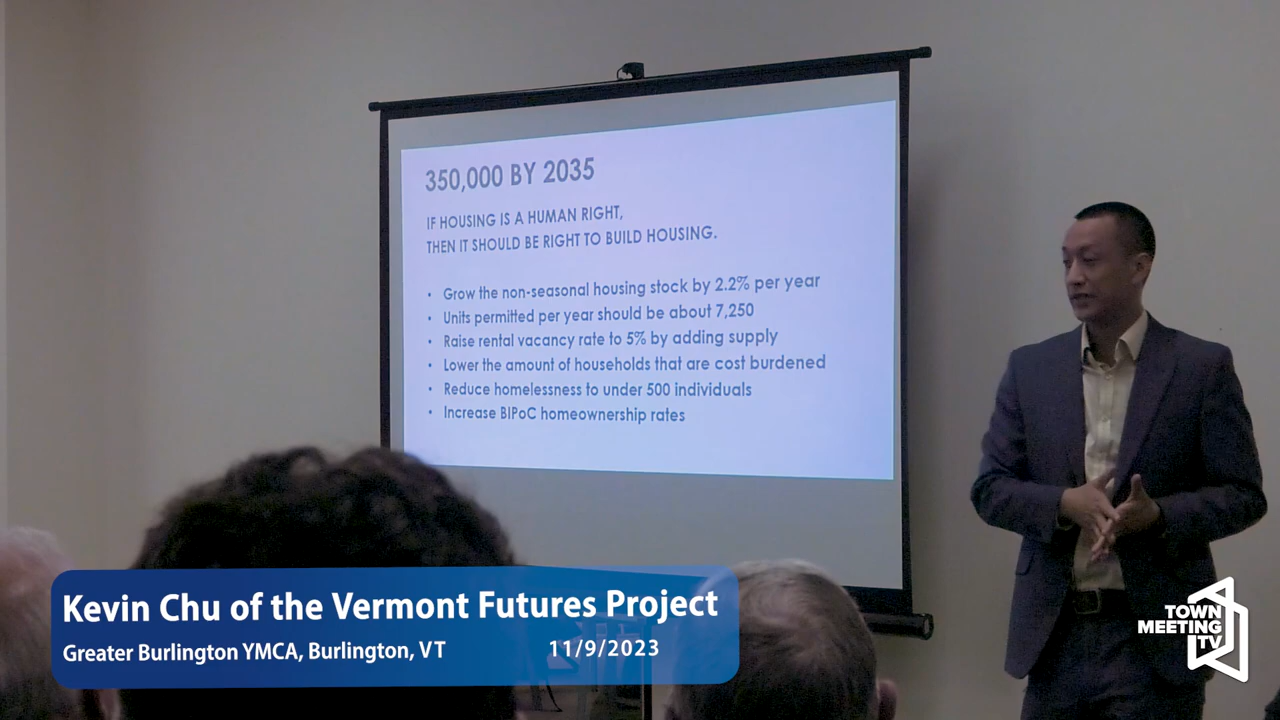 350,000 BY 2035
IF HOUSING IS A HUMAN RIGHT,
THEN IT SHOULD BE RIGHT TO BUILD HOUSING.
• Grow the non-seasonal housing stock by 2.2% per year
• Units permitted per year should be about 7,250
• Raise rental vacancy rate to 5% by adding supply
• Lower the amount of households that are cost burdened
• Reduce homelessness to under 500 individuals
• Increase BIPoC homeownership rates
Kevin Chu of the Vermont Futures Project
Greater Burlington YMCA, Burlington, VT 11/9/2023
TOWN
MEETING
TV